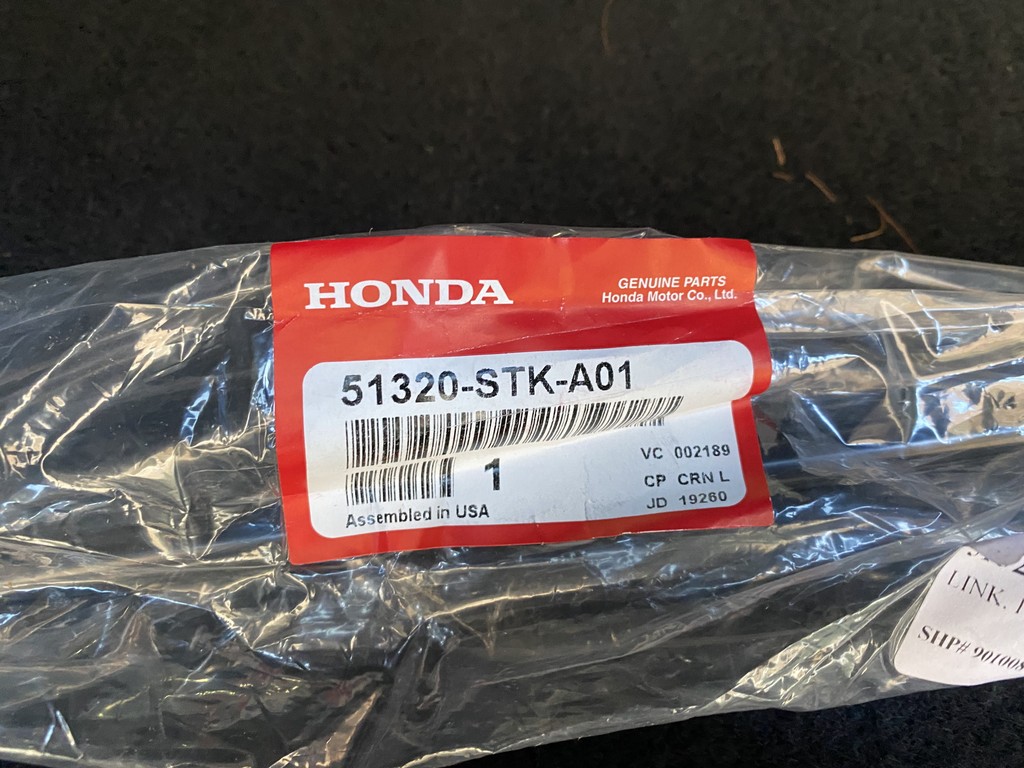 HONDA
GENUINE PARTS
Honda Motor Co., Ltd.
51320-STK-A01
1
VC 002189
CP CRN L
JD 19260
Assembled in USA
LINK,
SHP# 901008